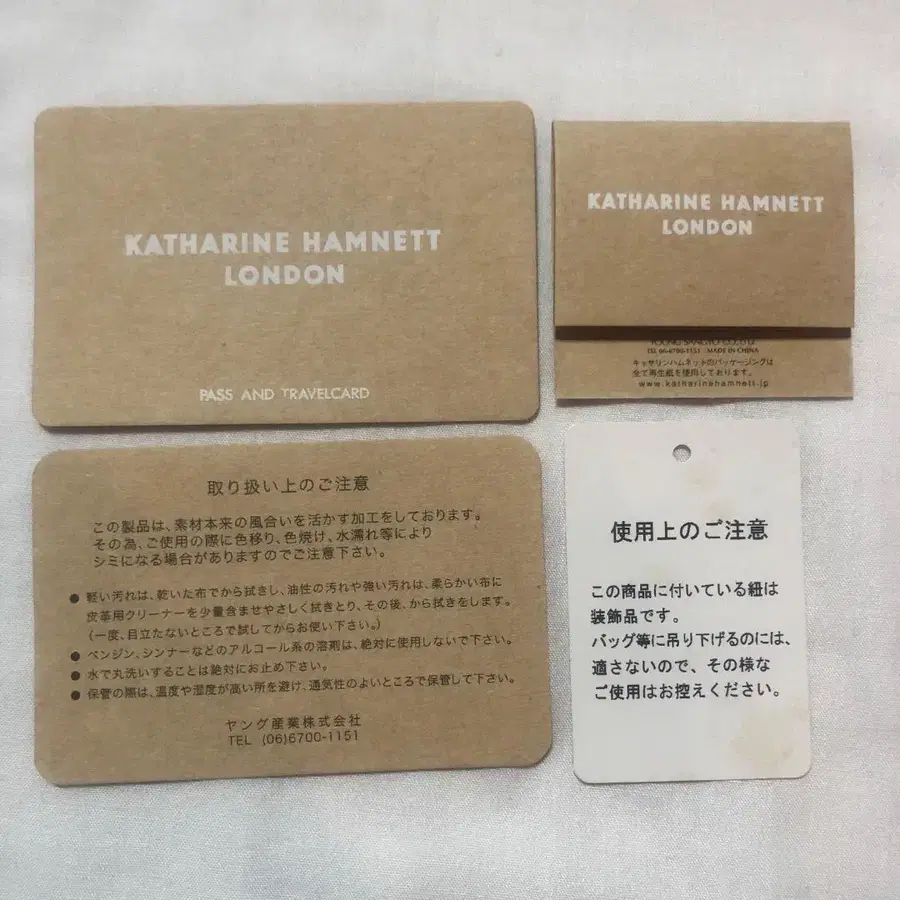 KATHARINE HAMNETT
LONDON
PASS AND TRAVELCARD
KATHARINE HAMNETT
LONDON
YOUNG SANGYO CO.,LTD.
TEL 06-6700-1151 MADE IN CHINA
キャサリンハムネットのパッケージングは
全て再生紙を使用しております。
www.katharinehamnett.jp
取り扱い上のご注意
この製品は、素材本来の風合いを活かす加工をしております。
その為、ご使用の際に色移り、色焼け、水濡れ等により
シミになる場合がありますのでご注意下さい。
● 軽い汚れは、乾いた布でから拭きし、油性の汚れや強い汚れは、柔らかい布に
皮革用クリーナーを少量含ませやさしく拭きとり、その後、から拭きをします。
(一度、目立たないところで試してからお使い下さい。)
● ベンジン、シンナーなどのアルコール系の溶剤は、絶対に使用しないで下さい。
● 水で丸洗いすることは絶対にお止め下さい。
● 保管の際は、温度や湿度が高い所を避け、通気性のよいところで保管して下さい。
ヤング産業株式会社
TEL (06)6700-1151
使用上のご注意
この商品に付いている紐は
装飾品です。
バッグ等に吊り下げるのには、
適さないので、その様な
ご使用はお控えください。